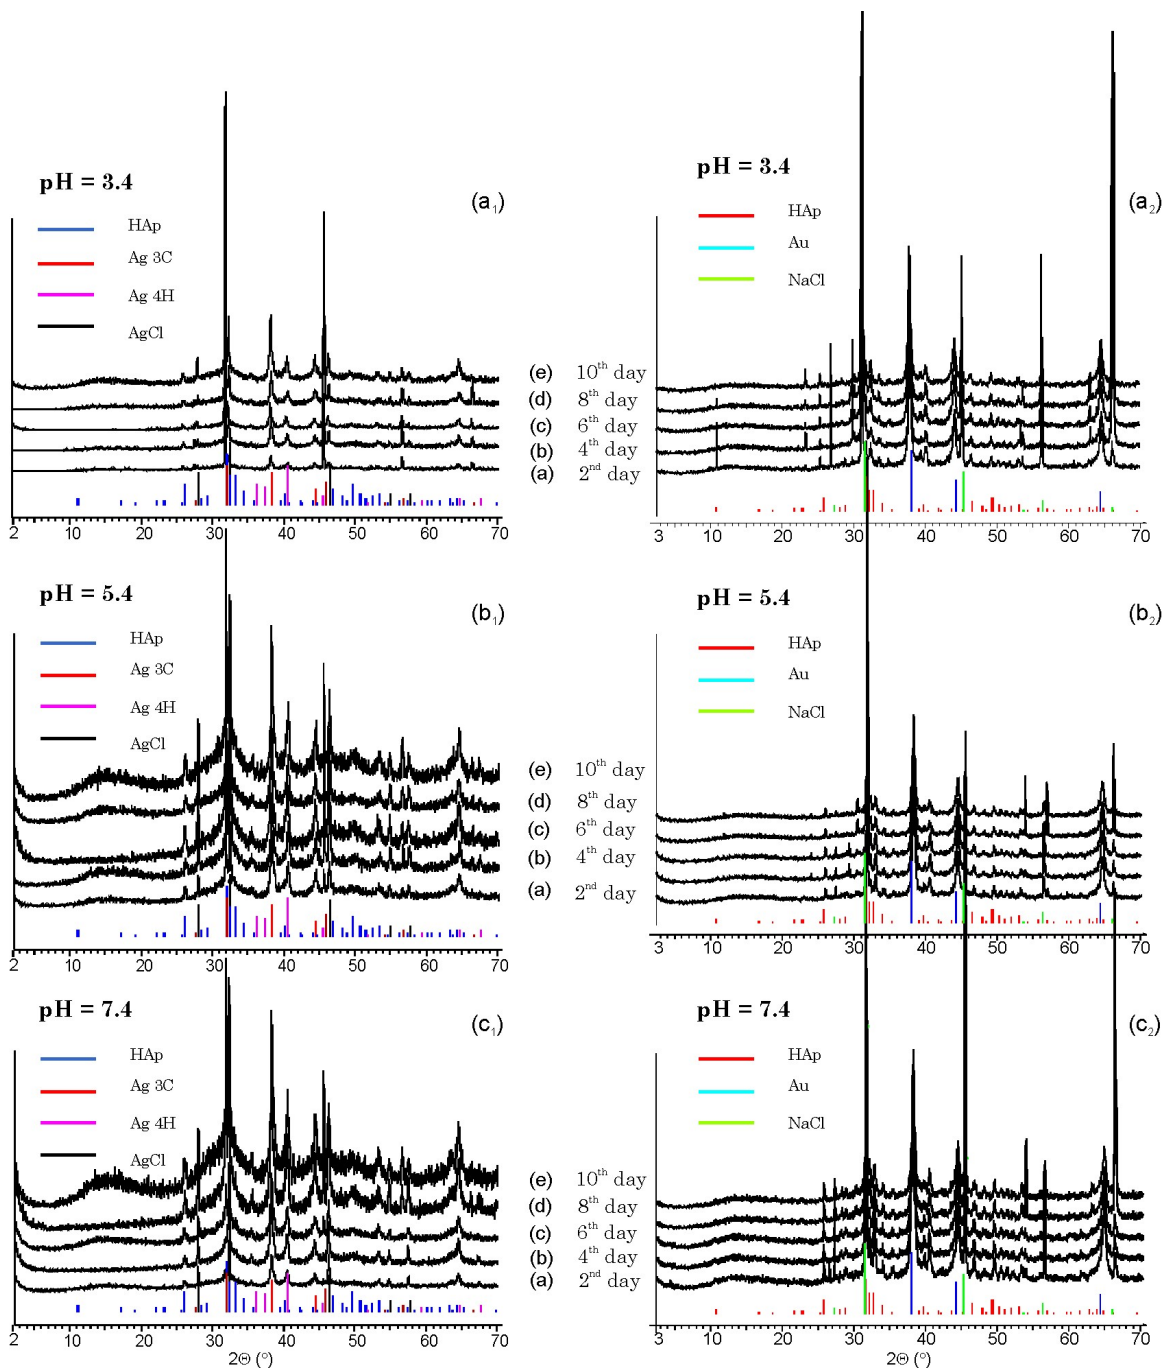 pH = 3.4
(a1)
HAp
Ag 3C
Ag 4H
AgCl
(e) 10th day
(d) 8th day
(c) 6th day
(b) 4th day
(a) 2nd day
2 10 20 30 40 50 60 70
pH = 3.4
(a2)
HAp
Au
NaCl
3 10 20 30 40 50 60 70
pH = 5.4
(b1)
HAp
Ag 3C
Ag 4H
AgCl
(e) 10th day
(d) 8th day
(c) 6th day
(b) 4th day
(a) 2nd day
2 10 20 30 40 50 60 70
pH = 5.4
(b2)
HAp
Au
NaCl
3 10 20 30 40 50 60 70
pH = 7.4
(c1)
HAp
Ag 3C
Ag 4H
AgCl
(e) 10th day
(d) 8th day
(c) 6th day
(b) 4th day
(a) 2nd day
2 10 20 30 40 50 60 70
2Θ (°)
pH = 7.4
(c2)
HAp
Au
NaCl
3 10 20 30 40 50 60 70
2Θ (°)